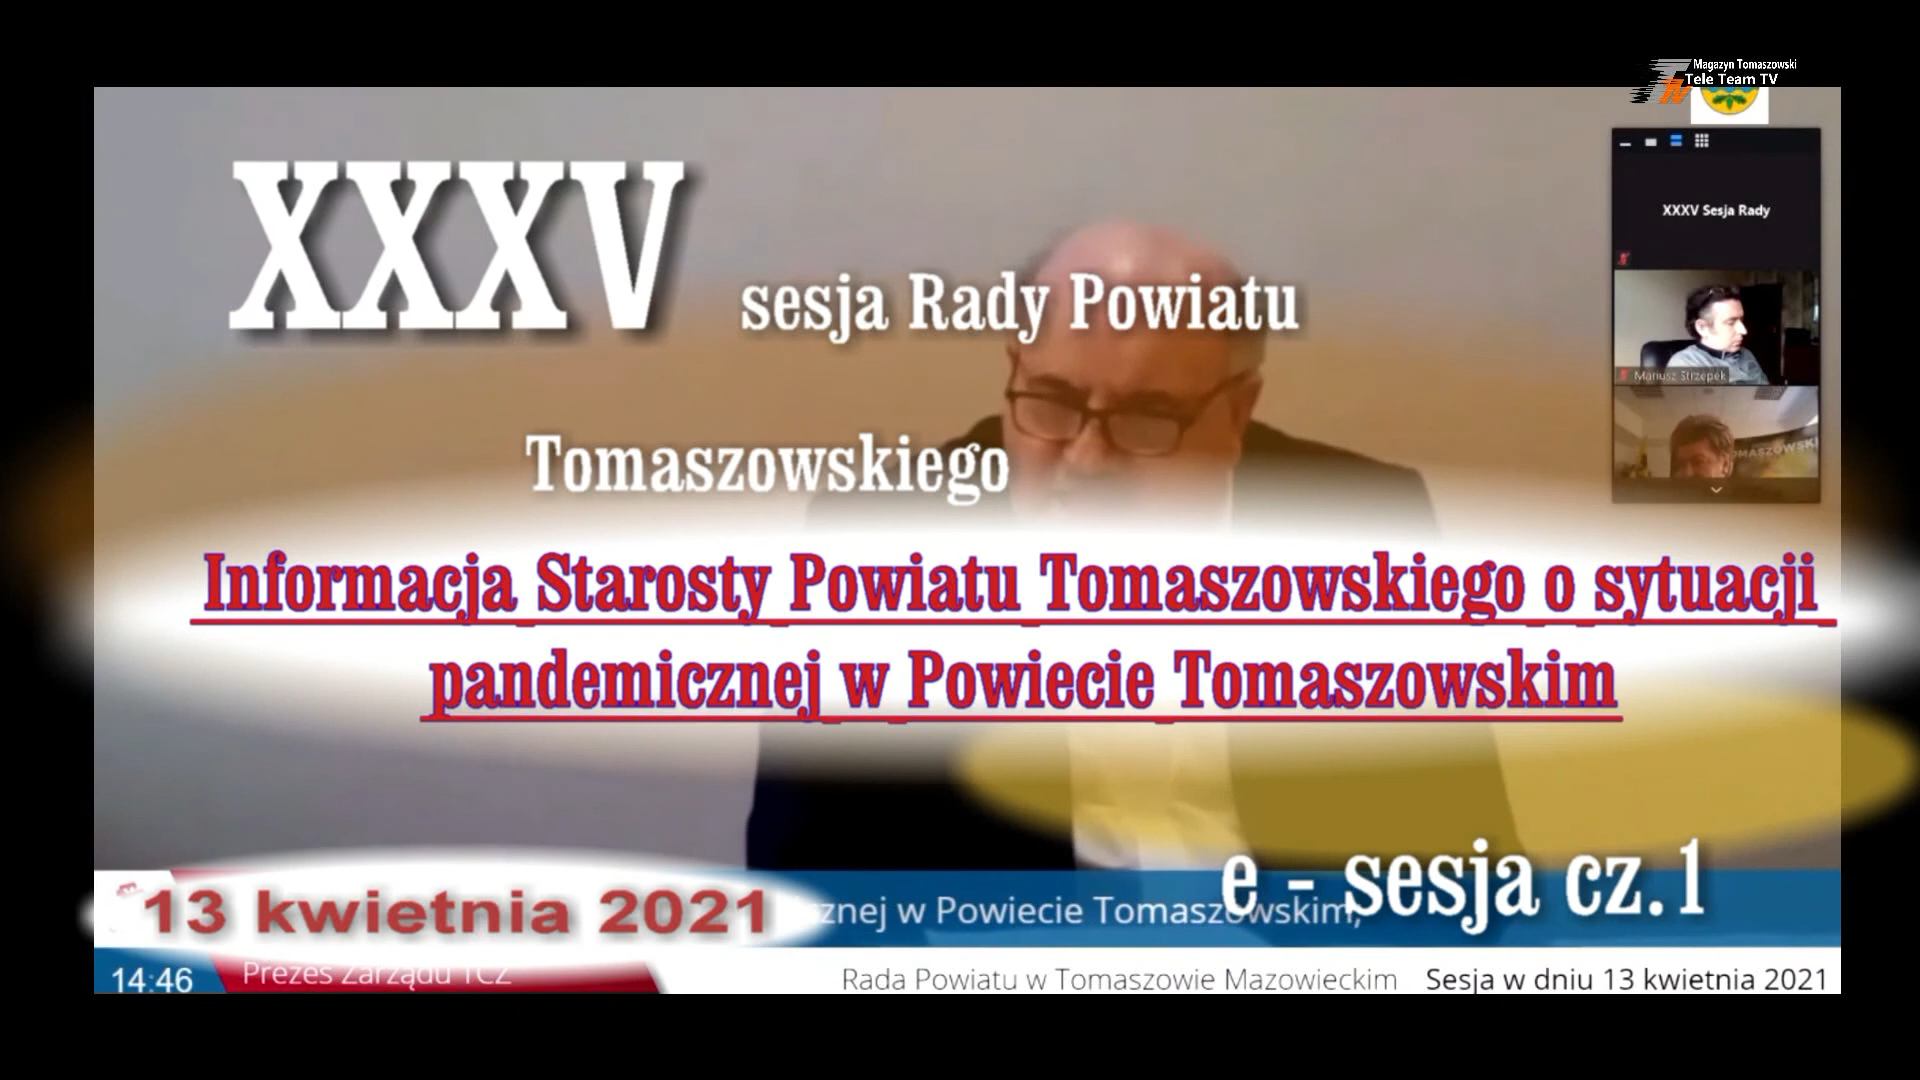 Magazyn Tomaszowski
Tele Team TV
XXXV Sesja Rady
Mariusz Strzępek
XXXV sesja Rady Powiatu
Tomaszowskiego
Informacja Starosty Powiatu Tomaszowskiego o sytuacji
pandemicznej w Powiecie Tomaszowskim
e - sesja cz.1
13 kwietnia 2021
znej w Powiecie Tomaszowskim,
14:46
Prezes Zarządu TCZ
Rada Powiatu w Tomaszowie Mazowieckim
Sesja w dniu 13 kwietnia 2021